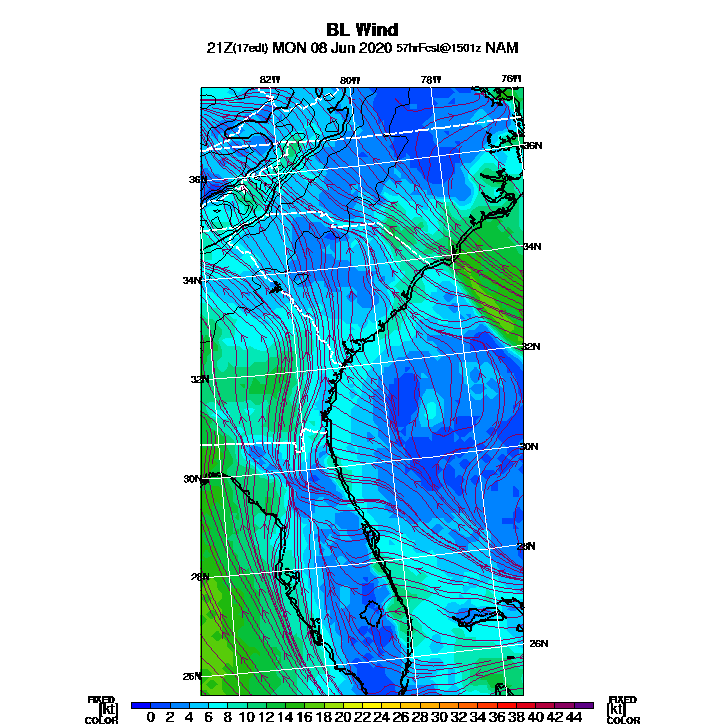 BL Wind
21Z(17edt) MON 08 Jun 2020 57hrFcst@1501z NAM
82W 80W 78W 76W
36N
36N
34N
34N
32N
32N
30N
30N
28N
28N
26N
26N
FIXED FIXED
[kt] 0 2 4 6 8 10 12 14 16 18 20 22 24 26 28 30 32 34 36 38 40 42 44 [kt]
COLOR COLOR